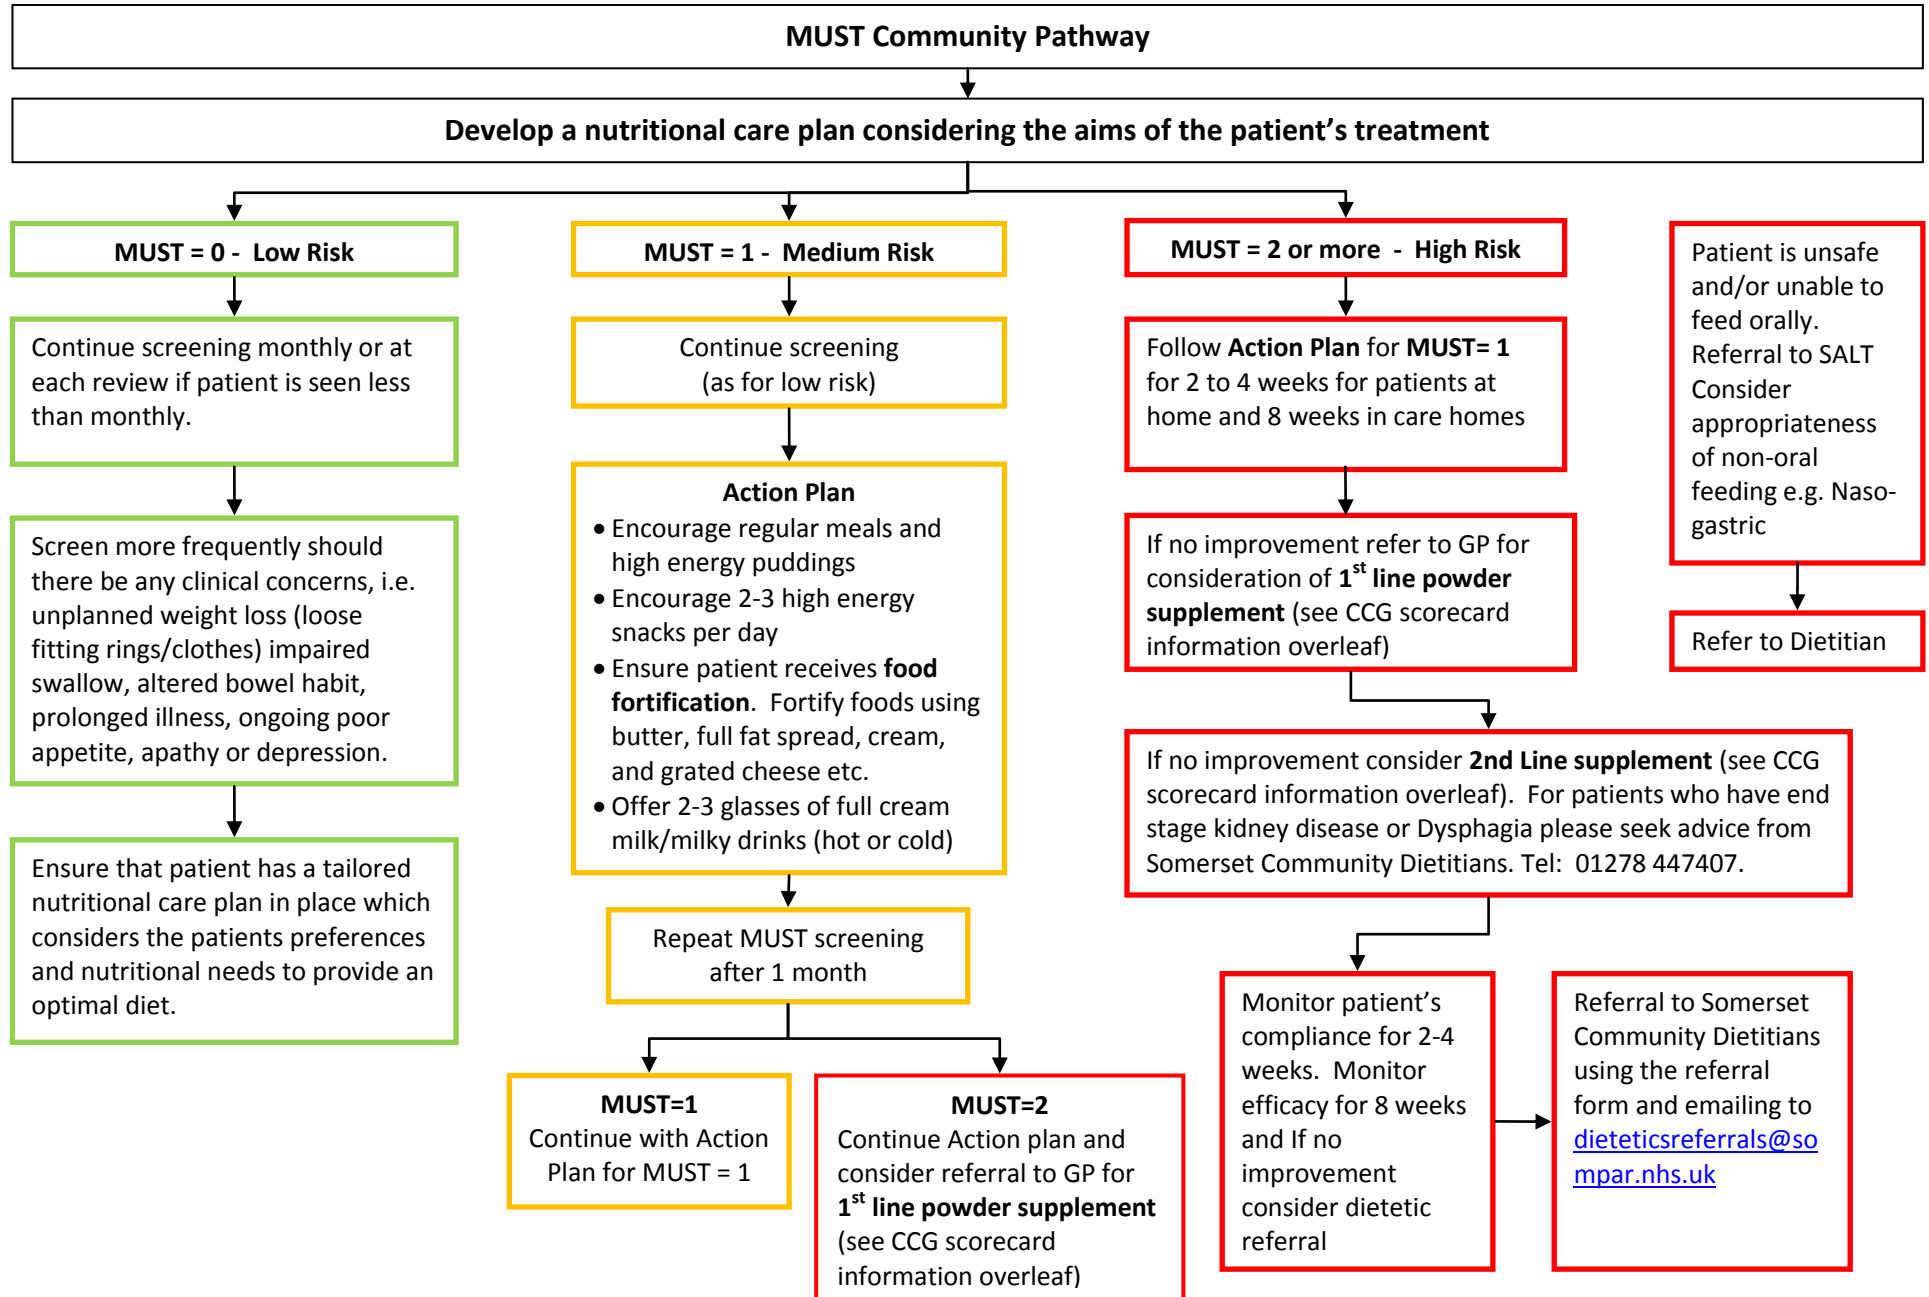 MUST Community Pathway
Develop a nutritional care plan considering the aims of the patient’s treatment
MUST = 0 - Low Risk
Continue screening monthly or at
each review if patient is seen less
than monthly.
Screen more frequently should
there be any clinical concerns, i.e.
unplanned weight loss (loose
fitting rings/clothes) impaired
swallow, altered bowel habit,
prolonged illness, ongoing poor
appetite, apathy or depression.
Ensure that patient has a tailored
nutritional care plan in place which
considers the patients preferences
and nutritional needs to provide an
optimal diet.
MUST = 1 - Medium Risk
Continue screening
(as for low risk)
Action Plan
• Encourage regular meals and
high energy puddings
• Encourage 2-3 high energy
snacks per day
• Ensure patient receives food
fortification. Fortify foods using
butter, full fat spread, cream,
and grated cheese etc.
• Offer 2-3 glasses of full cream
milk/milky drinks (hot or cold)
Repeat MUST screening
after 1 month
MUST=1
Continue with Action
Plan for MUST = 1
MUST=2
Continue Action plan and
consider referral to GP for
1st line powder supplement
(see CCG scorecard
information overleaf)
MUST = 2 or more - High Risk
Follow Action Plan for MUST= 1
for 2 to 4 weeks for patients at
home and 8 weeks in care homes
If no improvement refer to GP for
consideration of 1st line powder
supplement (see CCG scorecard
information overleaf)
If no improvement consider 2nd Line supplement (see CCG
scorecard information overleaf). For patients who have end
stage kidney disease or Dysphagia please seek advice from
Somerset Community Dietitians. Tel: 01278 447407.
Monitor patient’s
compliance for 2-4
weeks. Monitor
efficacy for 8 weeks
and If no
improvement
consider dietetic
referral
Referral to Somerset
Community Dietitians
using the referral
form and emailing to
dieteticsreferrals@so
mpar.nhs.uk
Patient is unsafe
and/or unable to
feed orally.
Referral to SALT
Consider
appropriateness
of non-oral
feeding e.g. Naso-
gastric
Refer to Dietitian